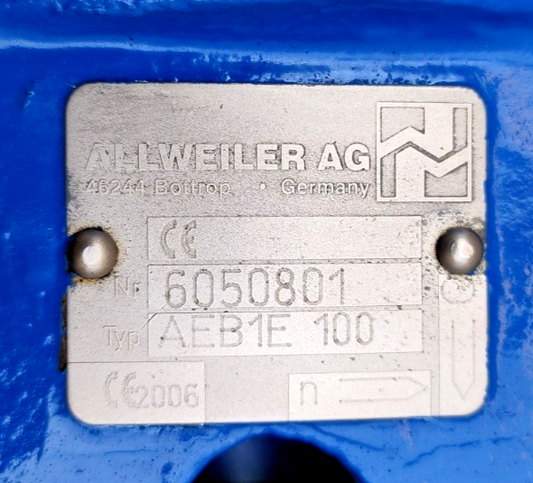 ALLWEILER AG
46244 Bottrop • Germany
CE
Nr 6050801
Typ AEB1E 100
CE 2006 n